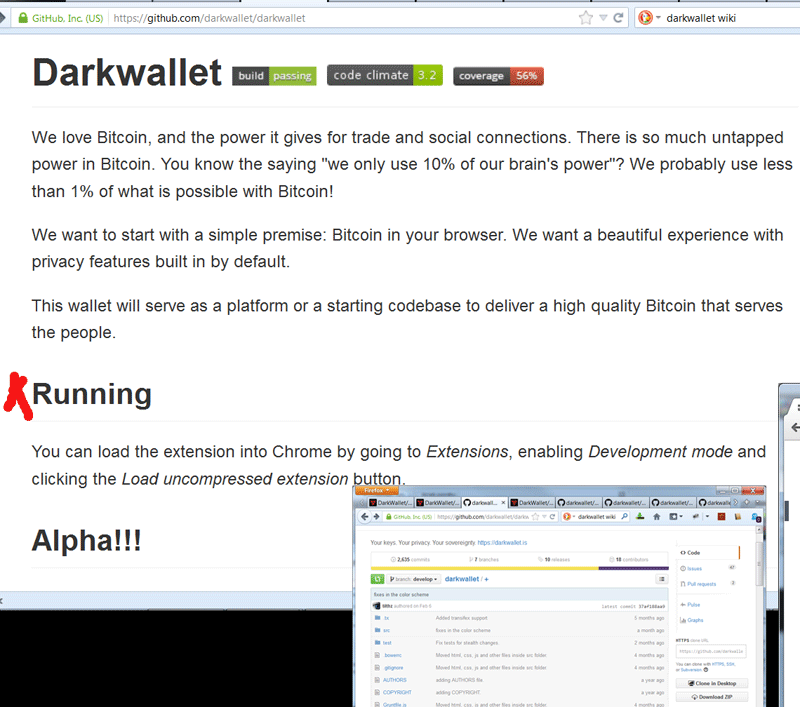 GitHub, Inc. (US) https://github.com/darkwallet/darkwallet darkwallet wiki
Darkwallet build passing code climate 3.2 coverage 56%
We love Bitcoin, and the power it gives for trade and social connections. There is so much untapped
power in Bitcoin. You know the saying "we only use 10% of our brain's power"? We probably use less
than 1% of what is possible with Bitcoin!
We want to start with a simple premise: Bitcoin in your browser. We want a beautiful experience with
privacy features built in by default.
This wallet will serve as a platform or a starting codebase to deliver a high quality Bitcoin that serves
the people.
Running
You can load the extension into Chrome by going to Extensions, enabling Development mode and
clicking the Load uncompressed extension button.
Alpha!!!
Firefox
DarkWallet/... DarkWallet/... darkwall... DarkWallet/... darkwallet/... darkwallet/... darkwallet/... darkwallet
GitHub, Inc. (US) https://github.com/darkwallet/darkw darkwallet wiki
Your keys. Your privacy. Your sovereignty. https://darkwallet.is
2,635 commits 7 branches 10 releases 18 contributors
branch: develop darkwallet / +
fixes in the color scheme
authored on Feb 5 latest commit
Added transifex support. 5 months ago
src fixes in the color scheme a month ago
test Fix tests for stealth changes. 2 months ago
.bowerrc Moved html, css, js and other files inside src folder. a year ago
.gitignore Moved html, css, js and other files inside src folder. a year ago
AUTHORS adding AUTHORS file a year ago
COPYRIGHT adding COPYRIGHT a year ago
Gruntfile.js Moved html, css, js and other files inside src folder. 4 months ago
Code
Issues
Pull requests
Pulse
Graphs
HTTPS clone URL
https://github.com/darkwalle
You can clone with HTTPS, SSH,
or Subversion.
Clone in Desktop
Download ZIP